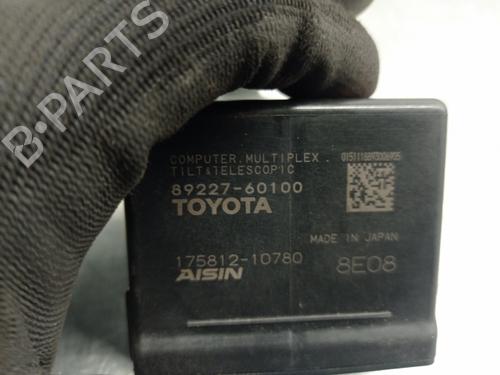 COMPUTER. MULTIPLEX
TILT&TELESCOPIC
89227-60100
TOYOTA
MADE IN JAPAN
175812-10780
AISIN
8E08
B-PARTS